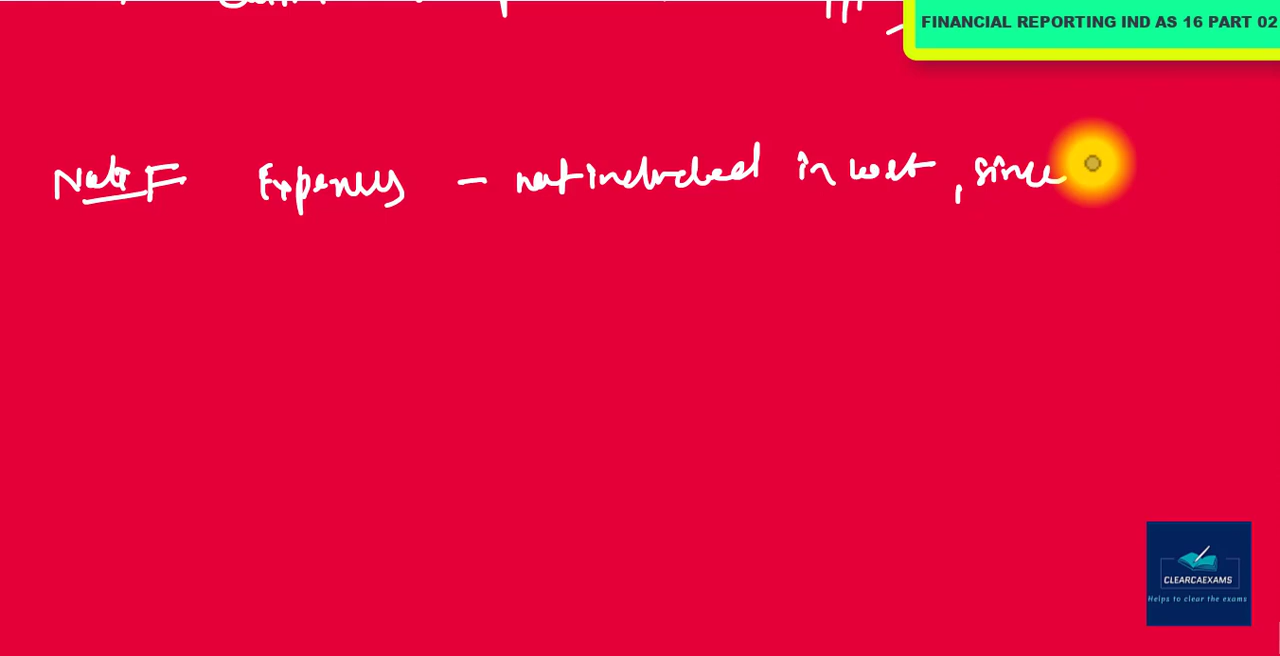 FINANCIAL REPORTING IND AS 16 PART 02
Note F Expenses - not included in cost, since
CLEARCAEXAMS
Helps to clear the exams